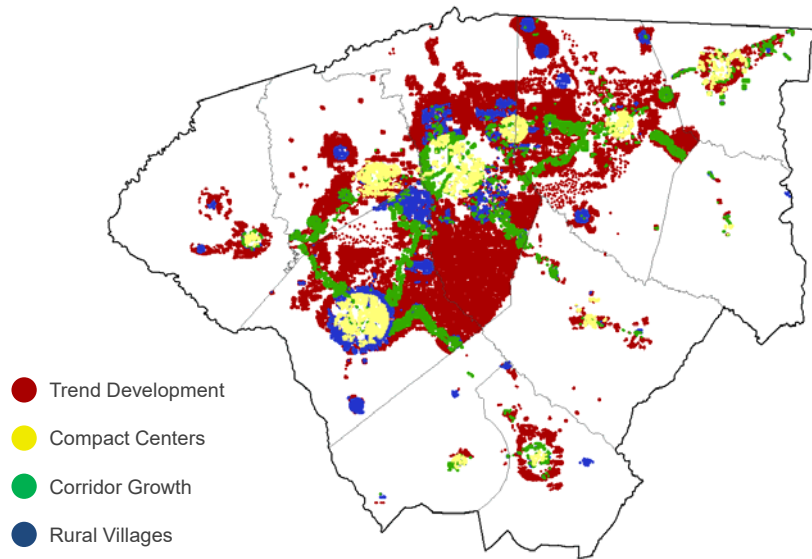 Trend Development
Compact Centers
Corridor Growth
Rural Villages